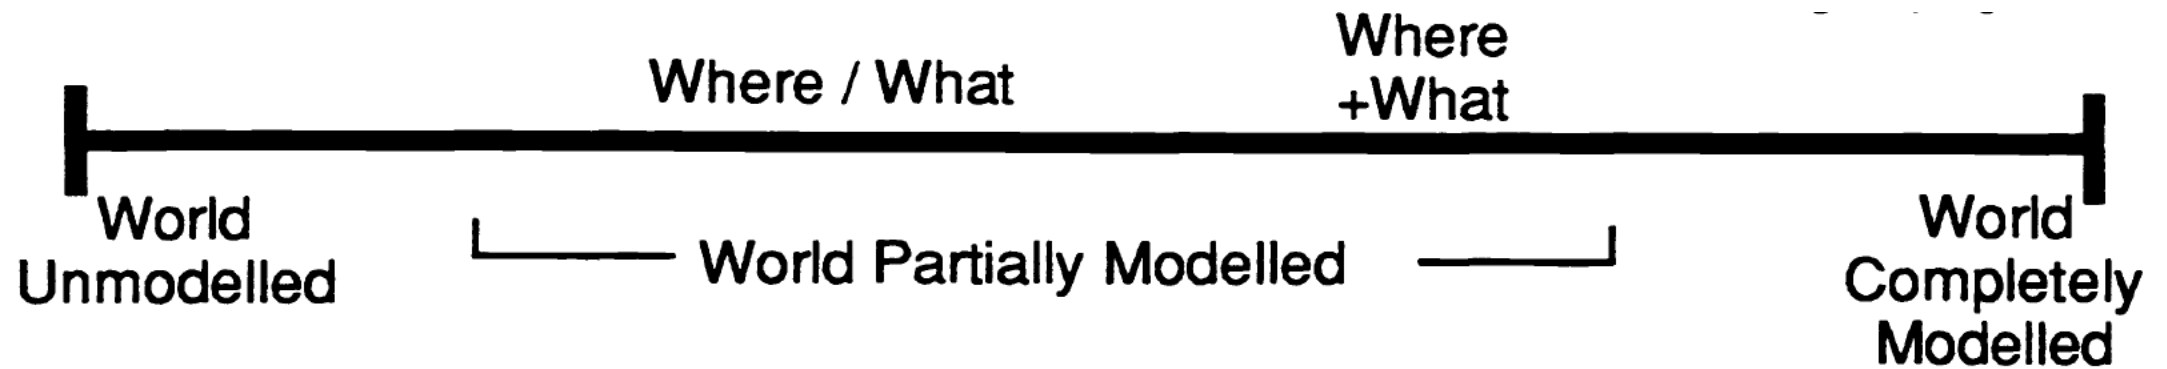 Where / What
Where
+What
World
Unmodelled
World Partially Modelled
World
Completely
Modelled